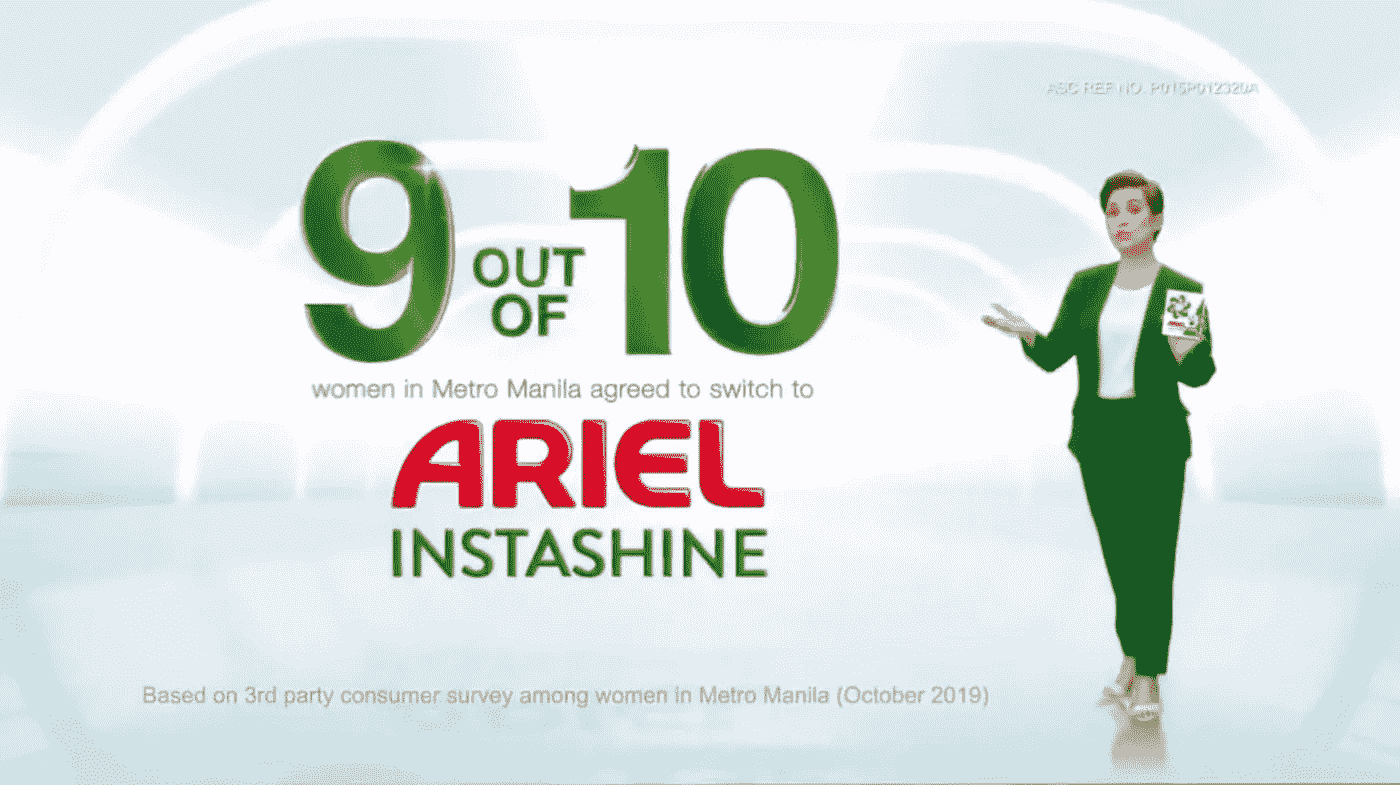 ASC REF NO. P015P012320A
9 OUT OF 10
women in Metro Manila agreed to switch to
ARIEL
INSTASHINE
Based on 3rd party consumer survey among women in Metro Manila (October 2019)
ARIEL